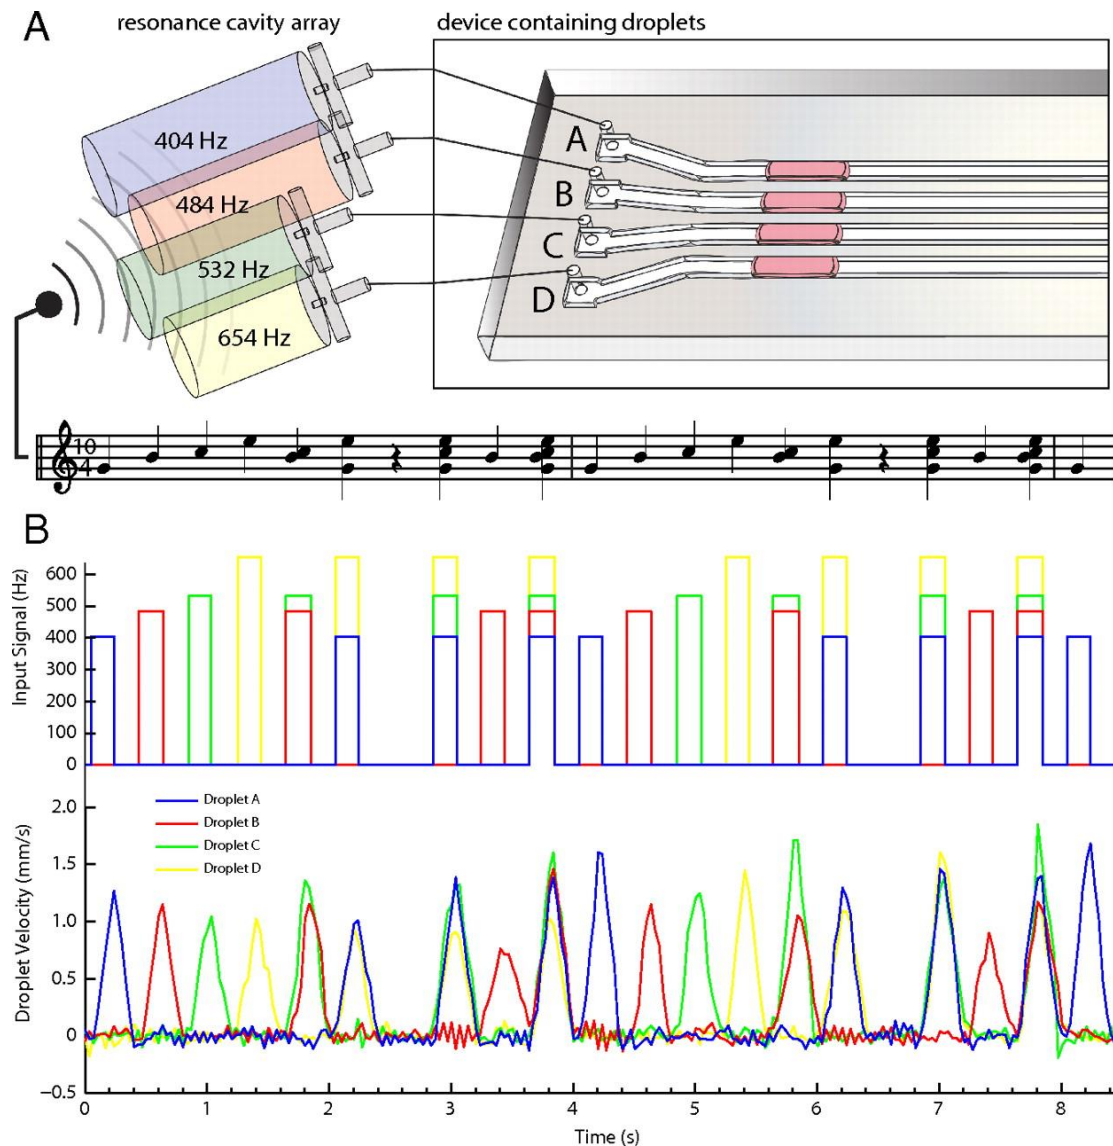 A
resonance cavity array
device containing droplets
404 Hz
484 Hz
532 Hz
654 Hz
A
B
C
D
10
4
B
Input Signal (Hz)
600
500
400
300
200
100
0
Droplet Velocity (mm/s)
2.0
1.5
1.0
0.5
0
−0.5
Droplet A
Droplet B
Droplet C
Droplet D
0 1 2 3 4 5 6 7 8
Time (s)